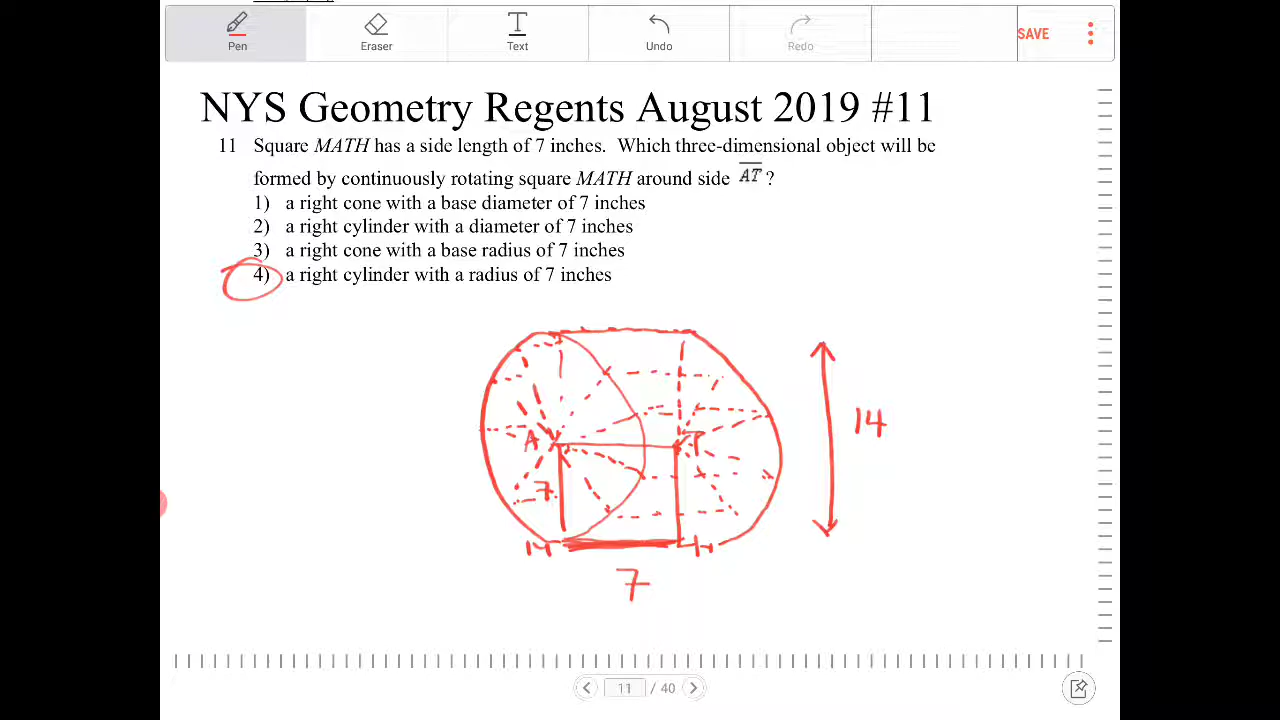 Pen Eraser Text Undo Redo SAVE
NYS Geometry Regents August 2019 #11
11 Square MATH has a side length of 7 inches. Which three-dimensional object will be
formed by continuously rotating square MATH around side AT ?
1) a right cone with a base diameter of 7 inches
2) a right cylinder with a diameter of 7 inches
3) a right cone with a base radius of 7 inches
4) a right cylinder with a radius of 7 inches
14
A T
7
M H
7
11 / 40